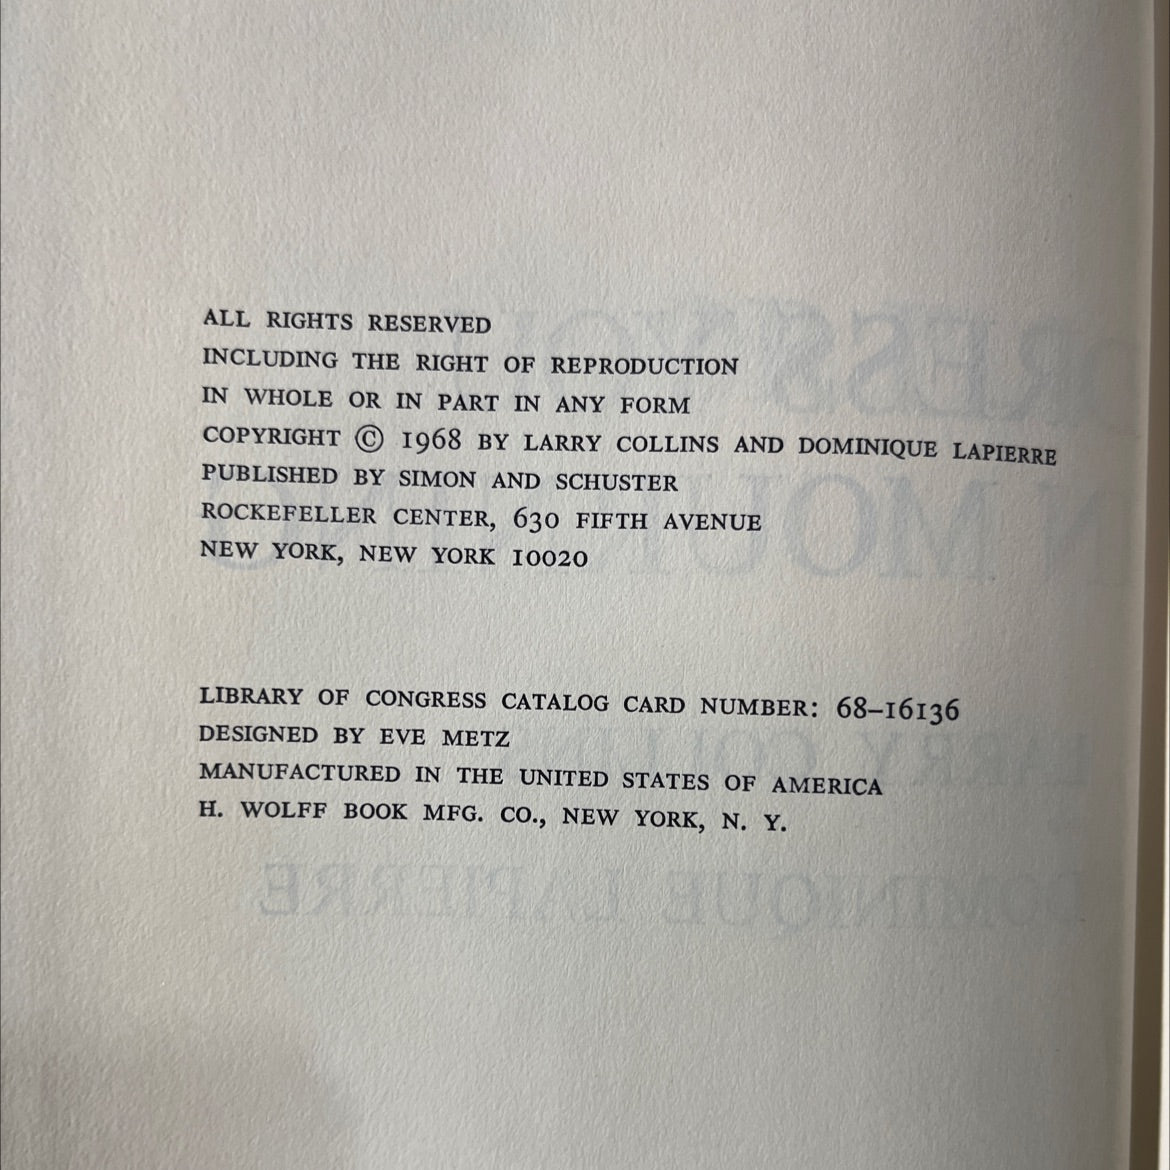 ALL RIGHTS RESERVED
INCLUDING THE RIGHT OF REPRODUCTION
IN WHOLE OR IN PART IN ANY FORM
COPYRIGHT © 1968 BY LARRY COLLINS AND DOMINIQUE LAPIERRE
PUBLISHED BY SIMON AND SCHUSTER
ROCKEFELLER CENTER, 630 FIFTH AVENUE
NEW YORK, NEW YORK 10020
LIBRARY OF CONGRESS CATALOG CARD NUMBER: 68–16136
DESIGNED BY EVE METZ
MANUFACTURED IN THE UNITED STATES OF AMERICA
H. WOLFF BOOK MFG. CO., NEW YORK, N. Y.